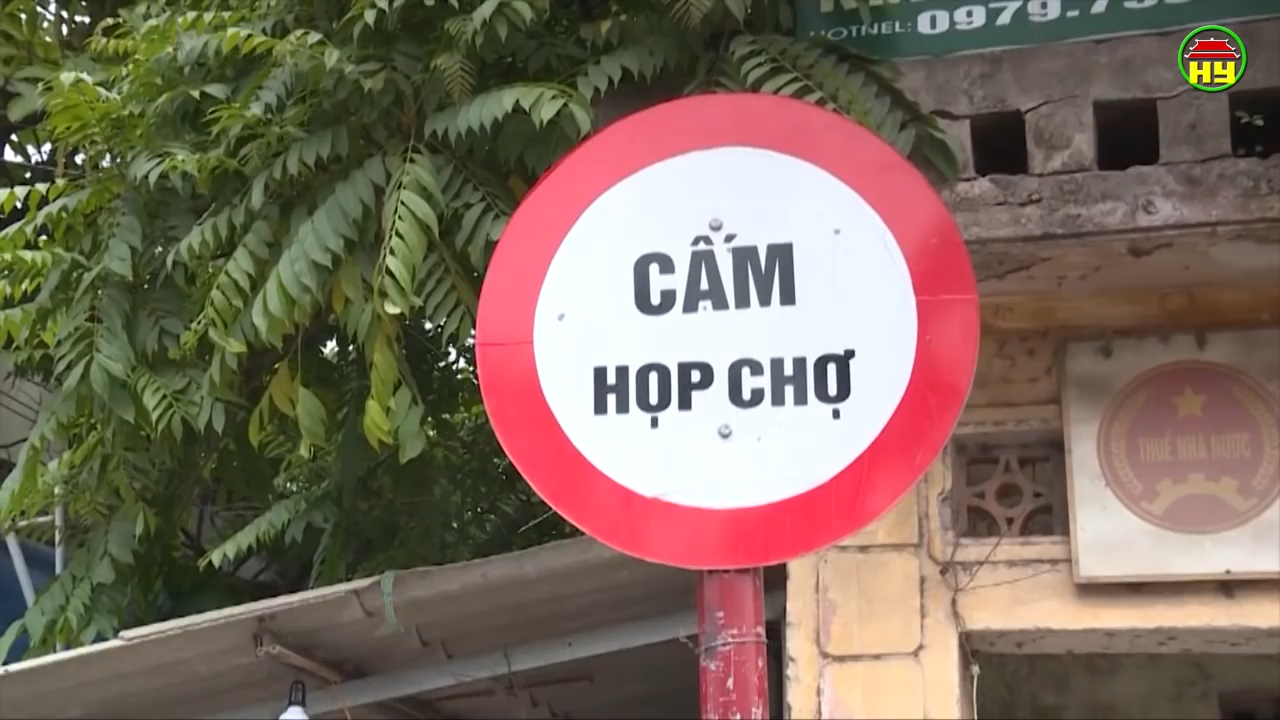 HOTNEL: 0979.7
HY
CẤM
HỌP CHỢ
THUẾ NHÀ NƯỚC